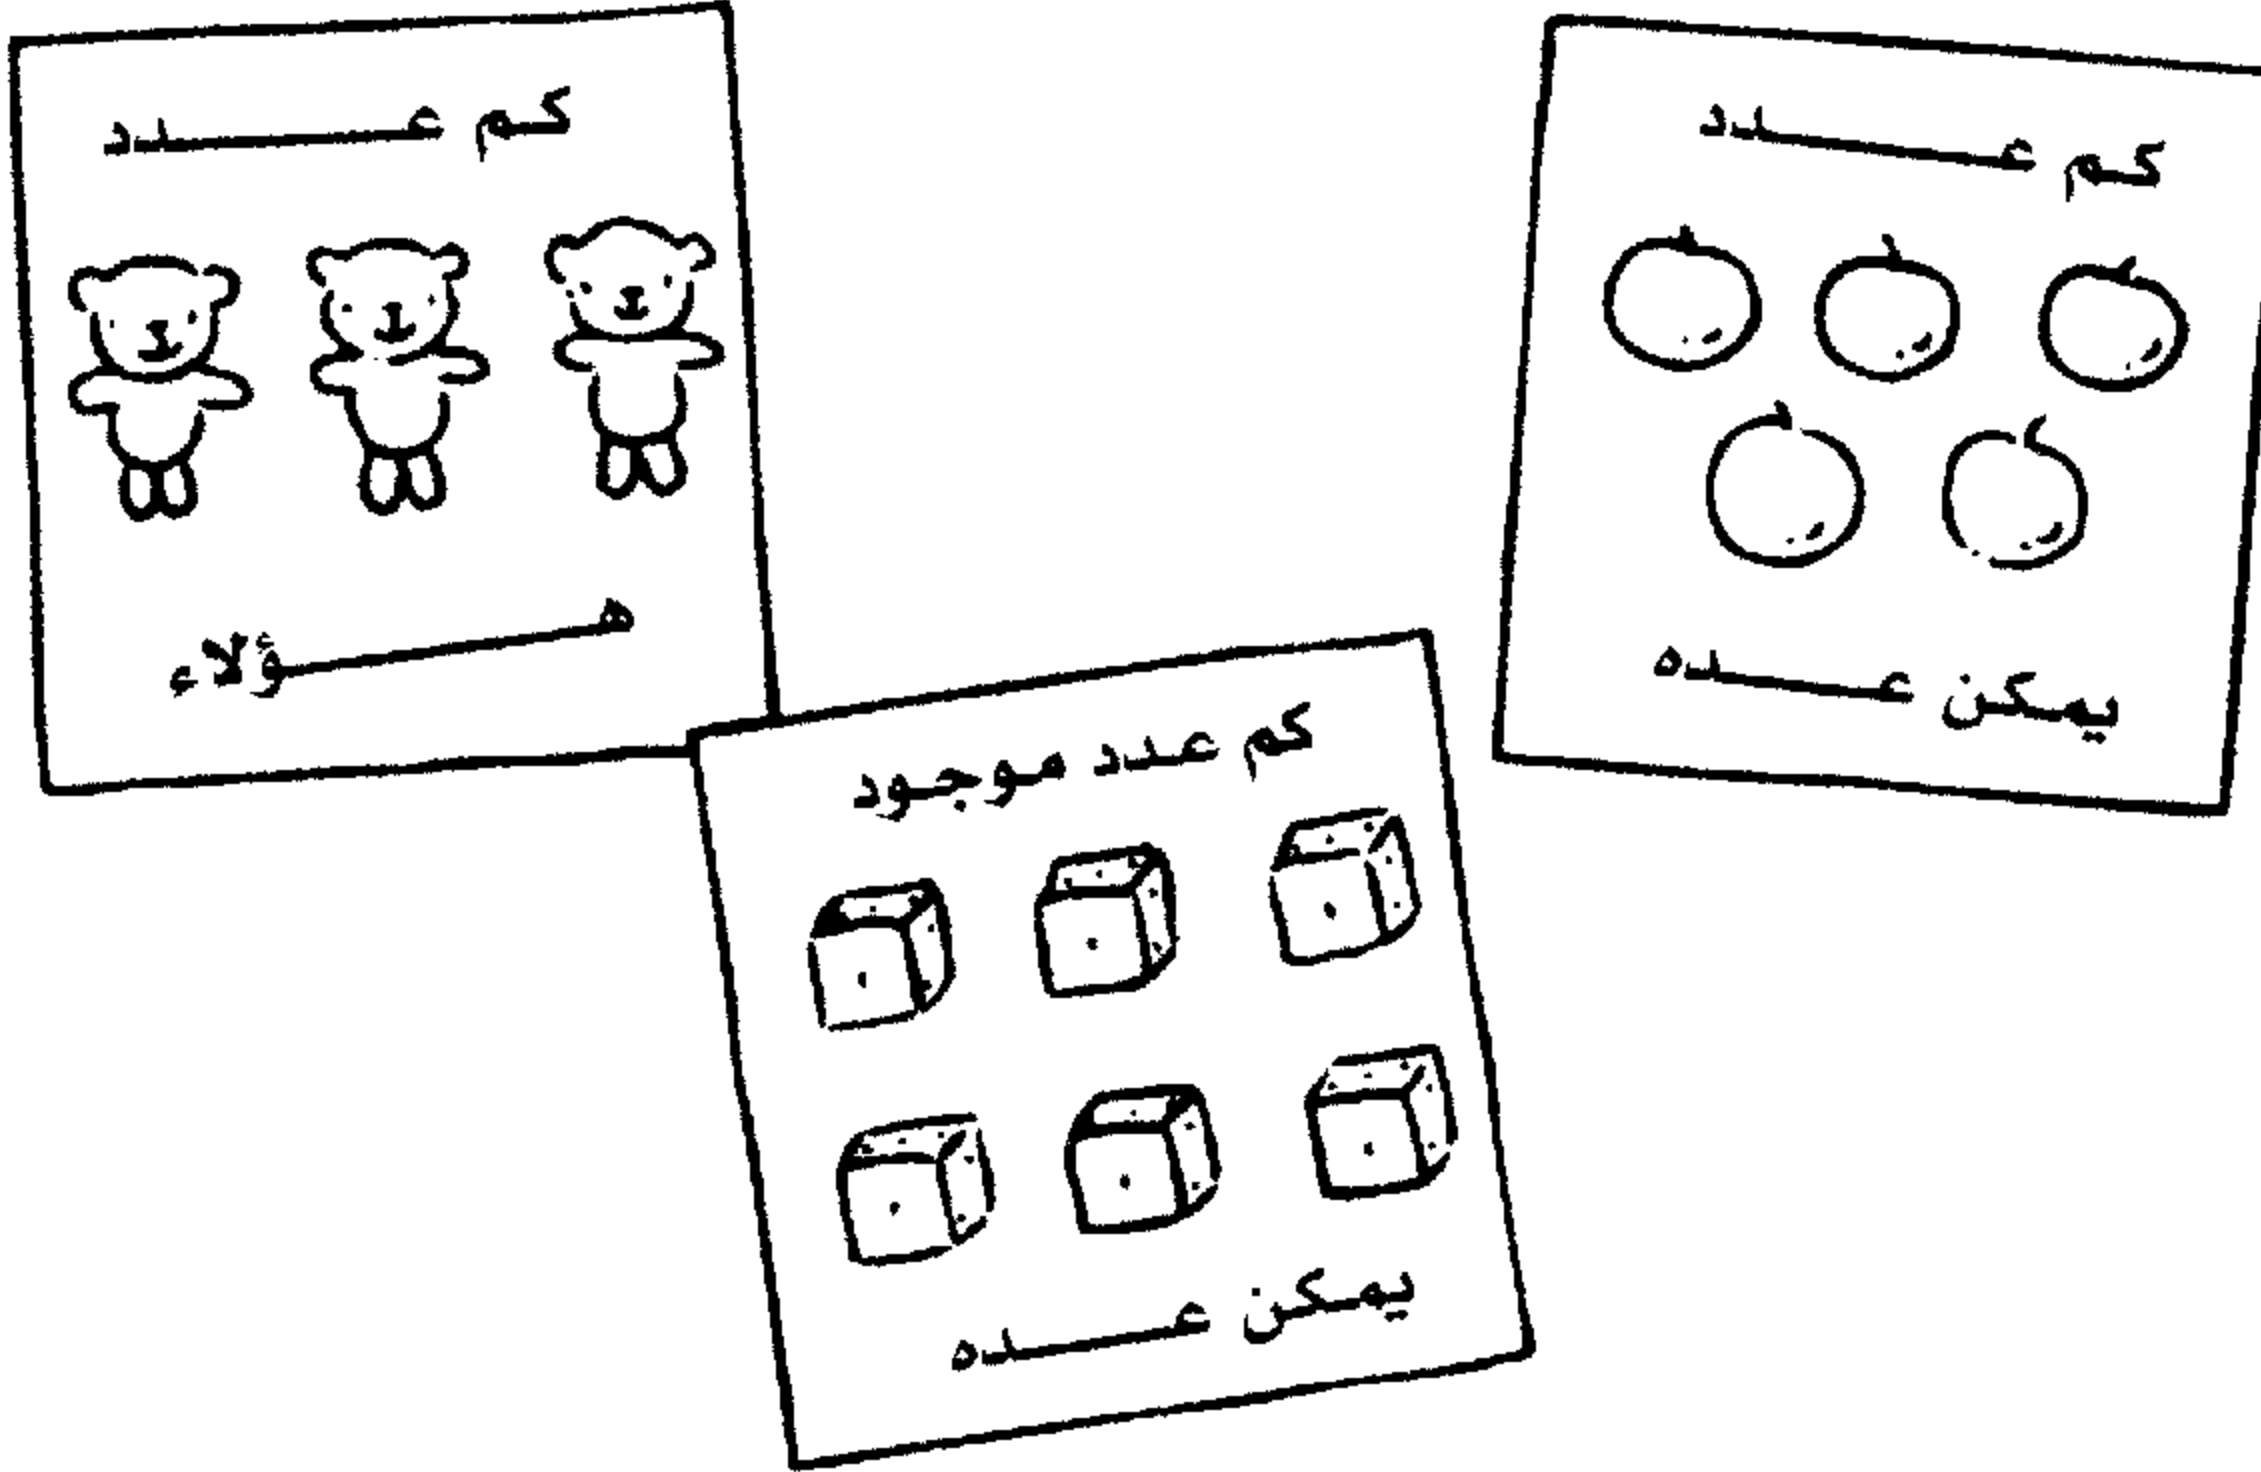 كم عدد
يمكن عده
كم عدد
هؤلاء
كم عدد موجود
يمكن عده